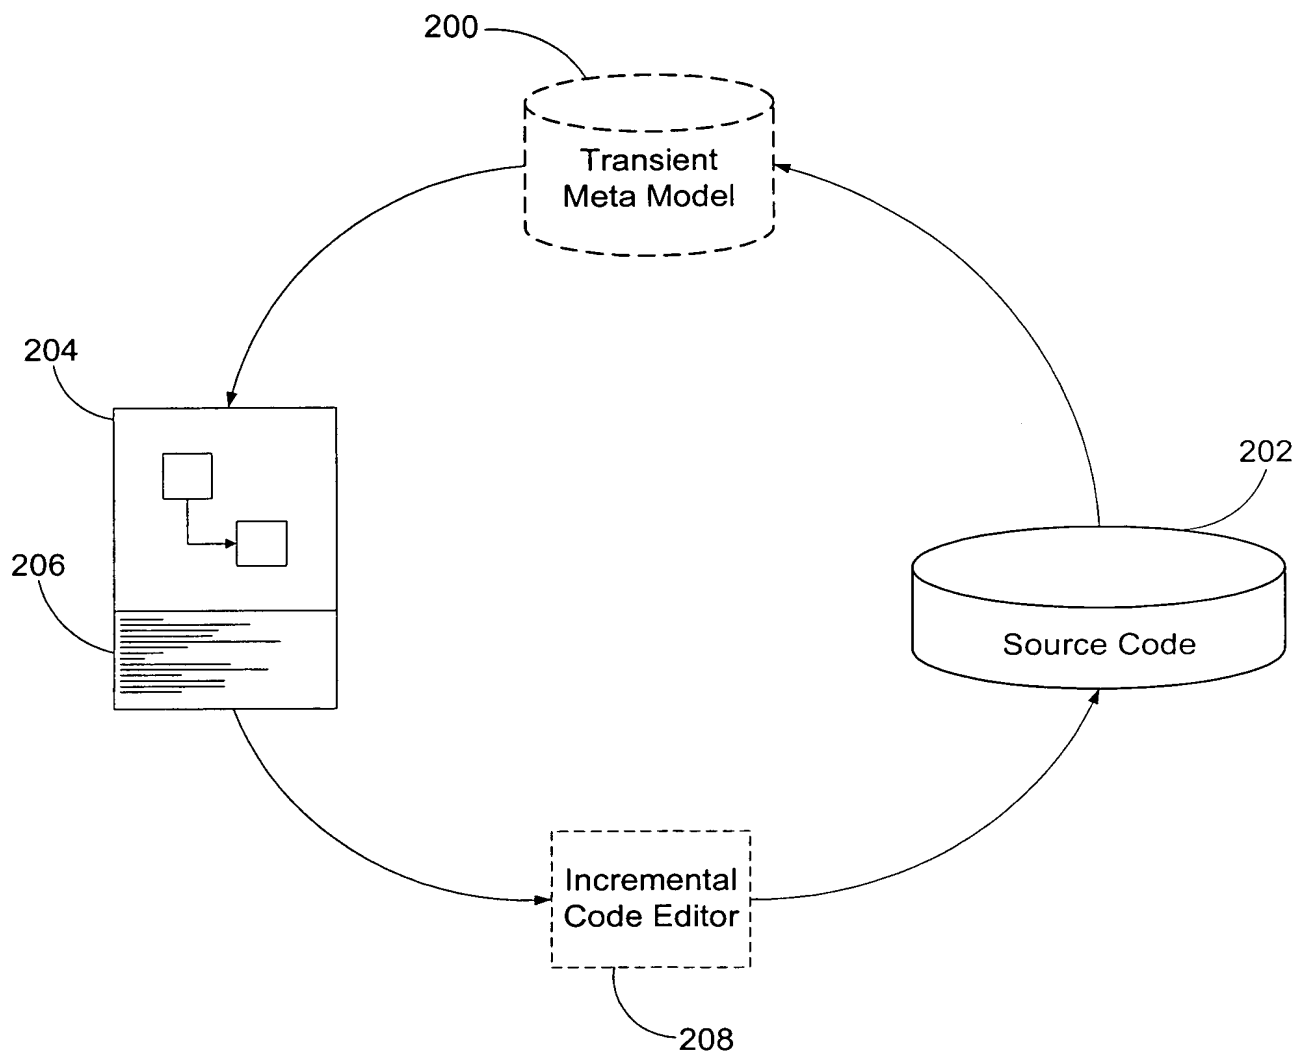 200
Transient
Meta Model
204
202
206
Source Code
Incremental
Code Editor
208